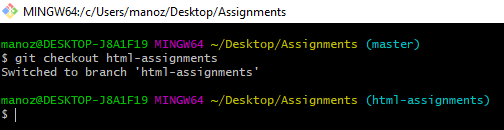 MINGW64:/c/Users/manoz/Desktop/Assignments
manoz@DESKTOP-J8A1F19 MINGW64 ~/Desktop/Assignments (master)
$ git checkout html-assignments
Switched to branch 'html-assignments'
manoz@DESKTOP-J8A1F19 MINGW64 ~/Desktop/Assignments (html-assignments)
$